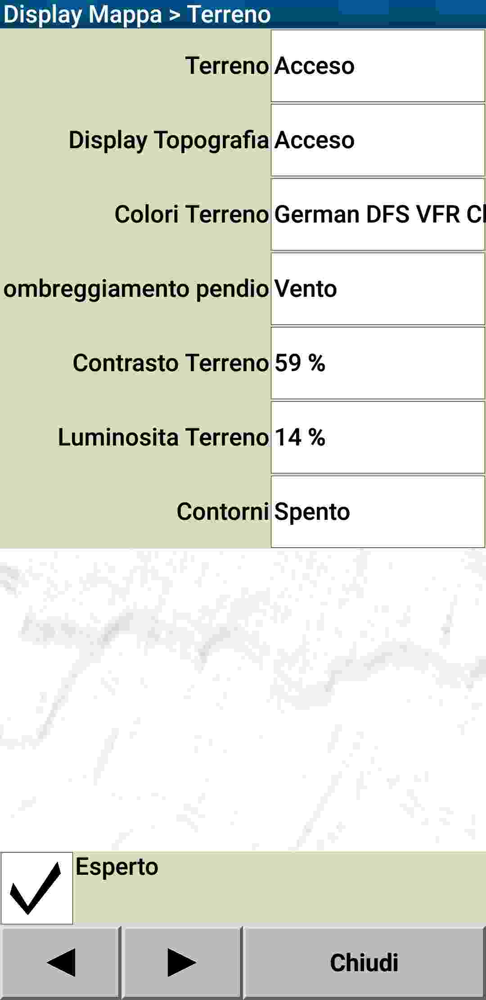 Display Mappa > Terreno
Terreno Acceso
Display Topografia Acceso
Colori Terreno German DFS VFR
ombreggiamento pendio Vento
Contrasto Terreno 59 %
Luminosita Terreno 14 %
Contorni Spento
Esperto
Chiudi